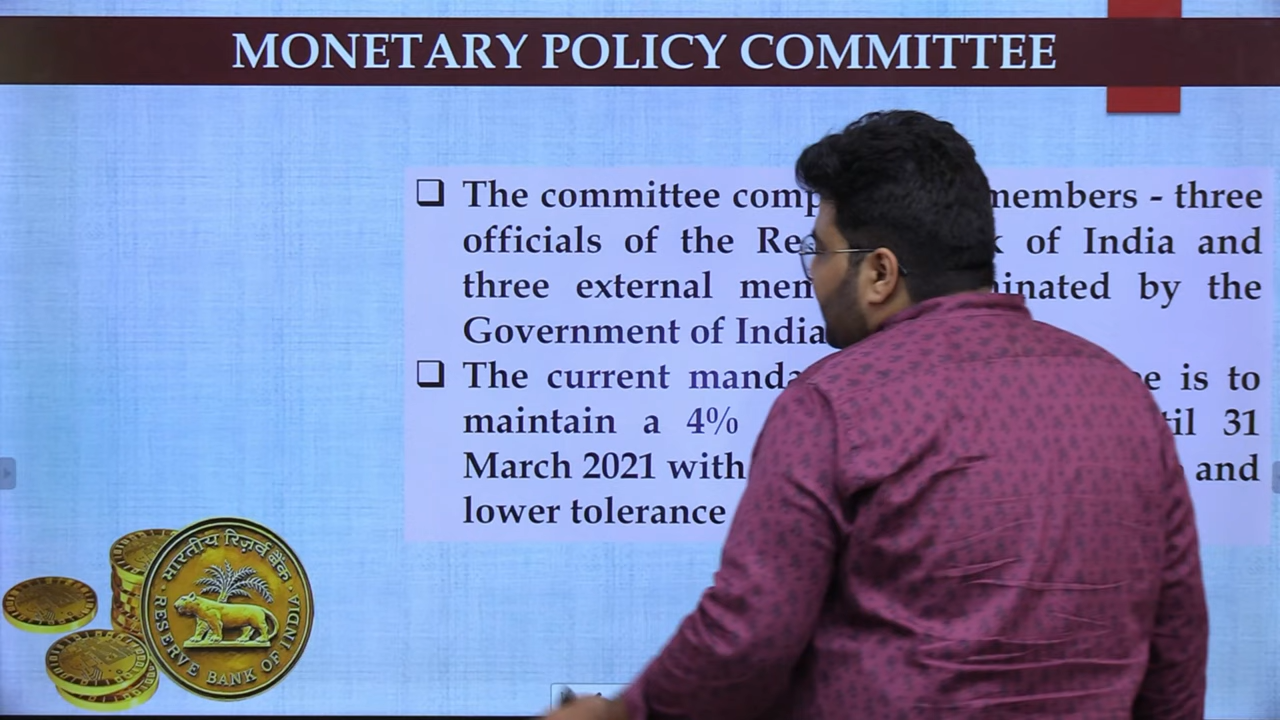 MONETARY POLICY COMMITTEE
❑ The committee comp members - three
officials of the Re of India and
three external mem by the
Government of India
❑ The current manda is to
maintain a 4% 31
March 2021 with and
lower tolerance
भारतीय रिज़र्व बैंक
RESERVE BANK OF INDIA